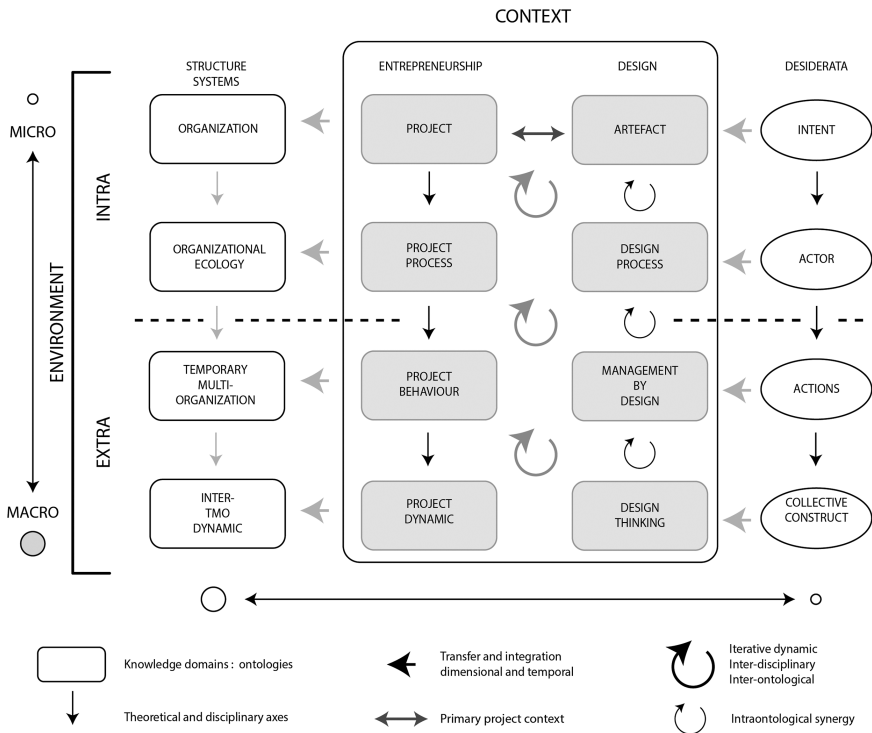 CONTEXT
STRUCTURE
SYSTEMS
ENTREPRENEURSHIP
DESIGN
DESIDERATA
MICRO
MACRO
ENVIRONMENT
INTRA
EXTRA
ORGANIZATION
PROJECT
ARTEFACT
INTENT
ORGANIZATIONAL
ECOLOGY
PROJECT
PROCESS
DESIGN
PROCESS
ACTOR
TEMPORARY
MULTI-
ORGANIZATION
PROJECT
BEHAVIOUR
MANAGEMENT
BY
DESIGN
ACTIONS
INTER-
TMO
DYNAMIC
PROJECT
DYNAMIC
DESIGN
THINKING
COLLECTIVE
CONSTRUCT
Knowledge domains : ontologies
Transfer and integration
dimensional and temporal
Iterative dynamic
Inter-disciplinary
Inter-ontological
Theoretical and disciplinary axes
Primary project context
Intraontological synergy